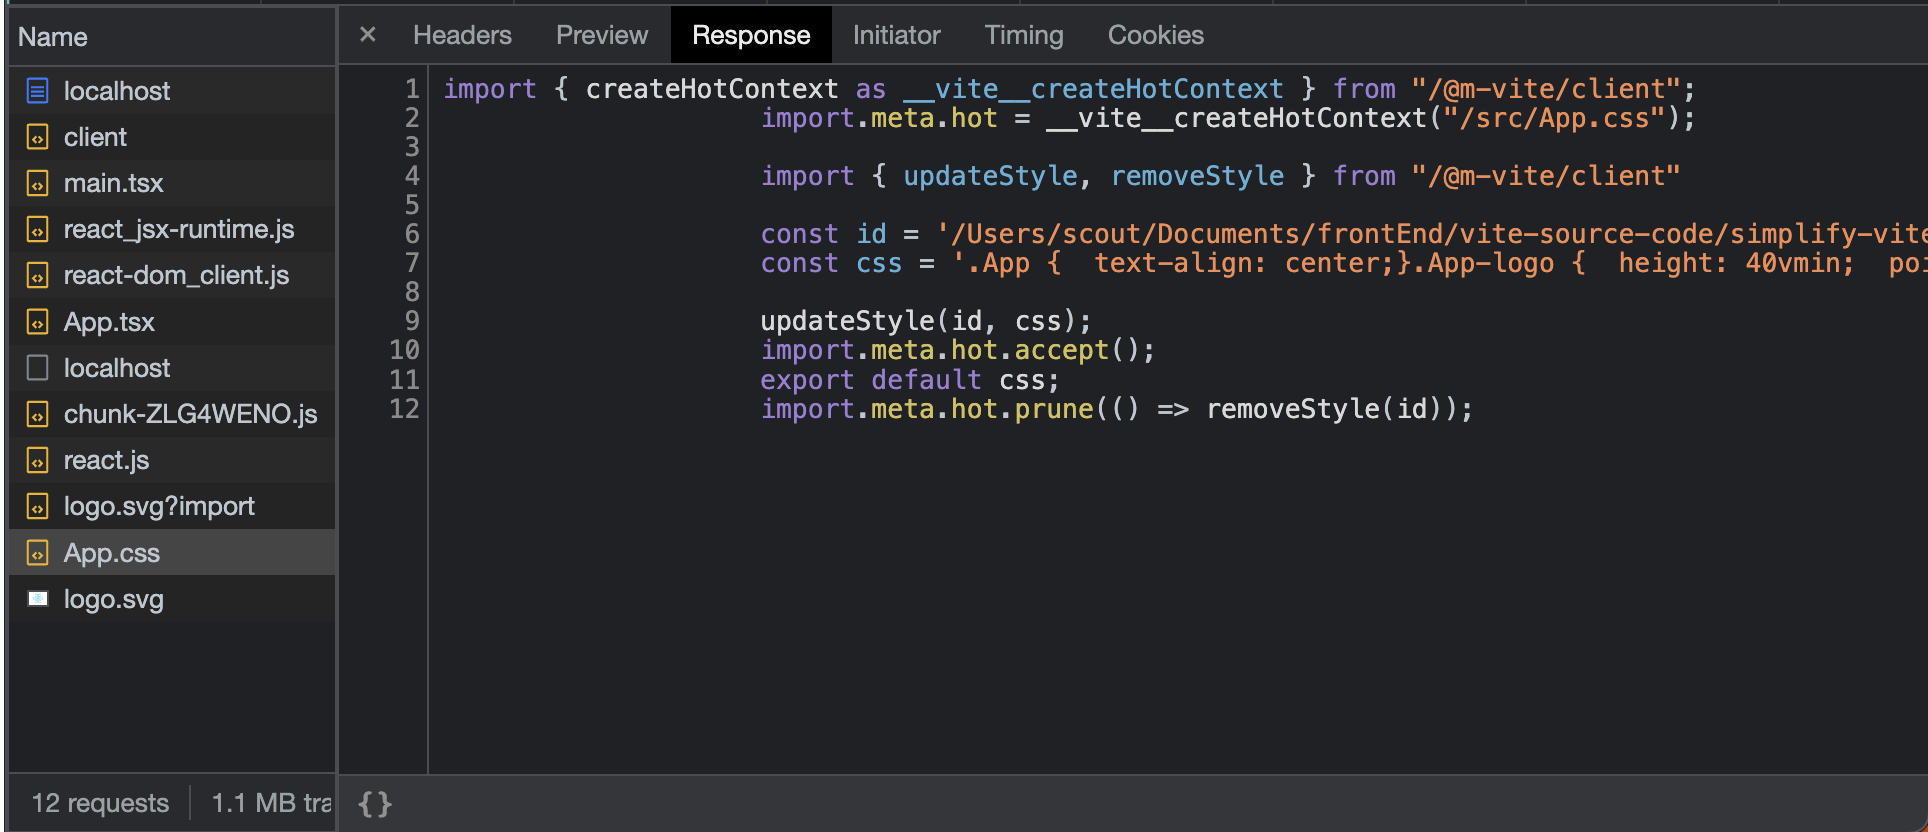 Name
× Headers Preview Response Initiator Timing Cookies
localhost
client
main.tsx
react_jsx-runtime.js
react-dom_client.js
App.tsx
localhost
chunk-ZLG4WENO.js
react.js
logo.svg?import
App.css
logo.svg
12 requests 1.1 MB tra
1 import { createHotContext as __vite__createHotContext } from "/@m-vite/client";
2 import.meta.hot = __vite__createHotContext("/src/App.css");
3
4 import { updateStyle, removeStyle } from "/@m-vite/client"
5
6 const id = '/Users/scout/Documents/frontEnd/vite-source-code/simplify-vite
7 const css = '.App {  text-align: center;}.App-logo {  height: 40vmin;  poi
8
9 updateStyle(id, css);
10 import.meta.hot.accept();
11 export default css;
12 import.meta.hot.prune(() => removeStyle(id));
{}